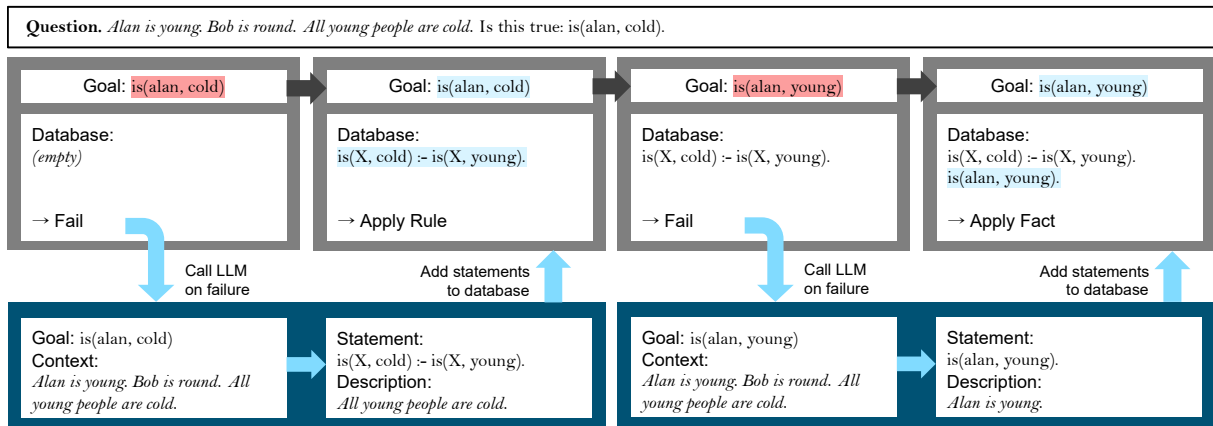 Question. Alan is young. Bob is round. All young people are cold. Is this true: is(alan, cold).
Goal: is(alan, cold)
Database:
(empty)
→ Fail
Goal: is(alan, cold)
Database:
is(X, cold) :- is(X, young).
→ Apply Rule
Goal: is(alan, young)
Database:
is(X, cold) :- is(X, young).
→ Fail
Goal: is(alan, young)
Database:
is(X, cold) :- is(X, young).
is(alan, young).
→ Apply Fact
Call LLM
on failure
Add statements
to database
Call LLM
on failure
Add statements
to database
Goal: is(alan, cold)
Context:
Alan is young. Bob is round. All
young people are cold.
Statement:
is(X, cold) :- is(X, young).
Description:
All young people are cold.
Goal: is(alan, young)
Context:
Alan is young. Bob is round. All
young people are cold.
Statement:
is(alan, young).
Description:
Alan is young.